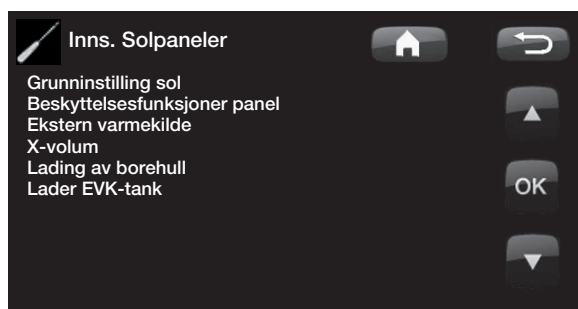 Inns. Solpaneler
Grunninstilling sol
Beskyttelsesfunksjoner panel
Ekstern varmekilde
X-volum
Lading av borehull
Lader EVK-tank
OK